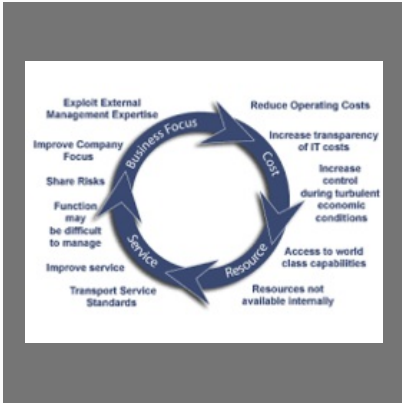 Exploit External
Management Expertise
Improve Company
Focus
Share Risks
Function
may
be difficult
to manage
Improve service
Transport Service
Standards
Business Focus
Cost
Resource
Service
Reduce Operating Costs
Increase transparency
of IT costs
Increase
control
during turbulent
economic
conditions
Access to world
class capabilities
Resources not
available internally